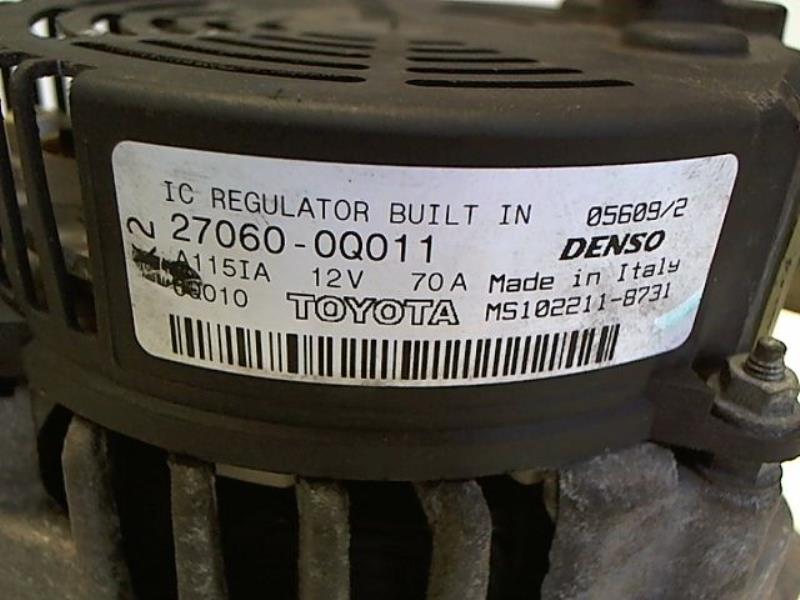 IC REGULATOR BUILT IN 05609/2
2 27060-0Q011 DENSO
A115IA 12V 70A Made in Italy
0Q010 TOYOTA MS102211-8731